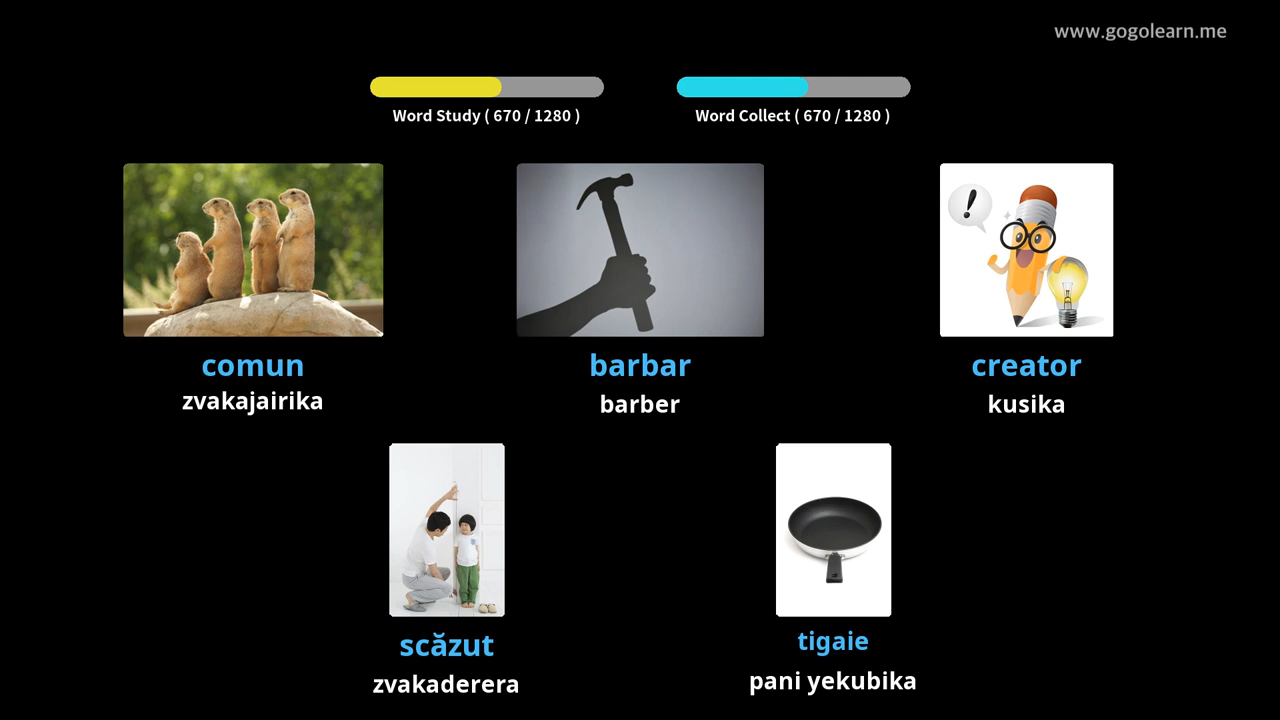 www.gogolearn.me
Word Study ( 670 / 1280 )
Word Collect ( 670 / 1280 )
comun
zvakajairika
barbar
barber
creator
kusika
scăzut
zvakaderera
tigaie
pani yekubika